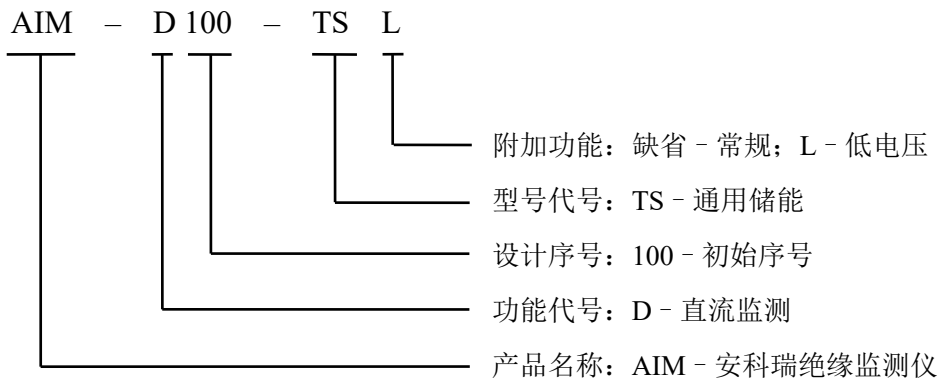 AIM – D 100 – TS L
附加功能：缺省–常规；L–低电压
型号代号：TS–通用储能
设计序号：100–初始序号
功能代号：D–直流监测
产品名称：AIM–安科瑞绝缘监测仪